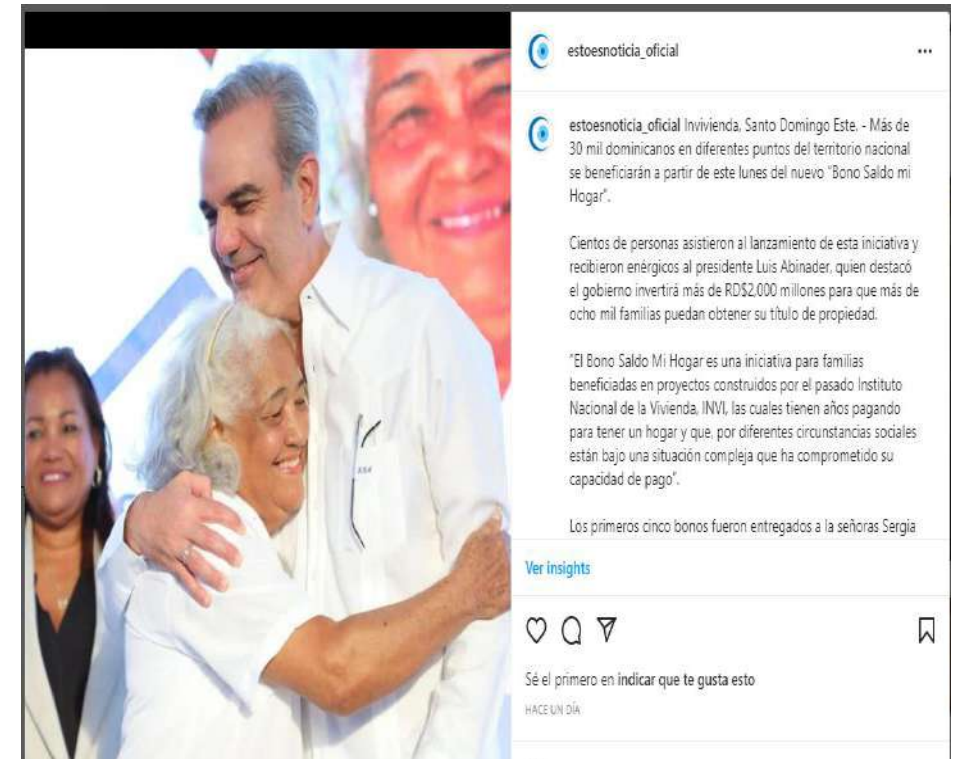 estoesnoticia_oficial
estoesnoticia_oficial Invivienda, Santo Domingo Este. - Más de
30 mil dominicanos en diferentes puntos del territorio nacional
se beneficiarán a partir de este lunes del nuevo "Bono Saldo mi
Hogar".
Cientos de personas asistieron al lanzamiento de esta iniciativa y
recibieron enérgicos al presidente Luis Abinader, quien destacó
el gobierno invertirá más de RD$2,000 millones para que más de
ocho mil familias puedan obtener su título de propiedad.
"El Bono Saldo Mi Hogar es una iniciativa para familias
beneficiadas en proyectos construidos por el pasado Instituto
Nacional de la Vivienda, INVI, las cuales tienen años pagando
para tener un hogar y que, por diferentes circunstancias sociales
están bajo una situación compleja que ha comprometido su
capacidad de pago".
Los primeros cinco bonos fueron entregados a la señoras Sergia
Ver insights
Sé el primero en indicar que te gusta esto
HACE UN DÍA